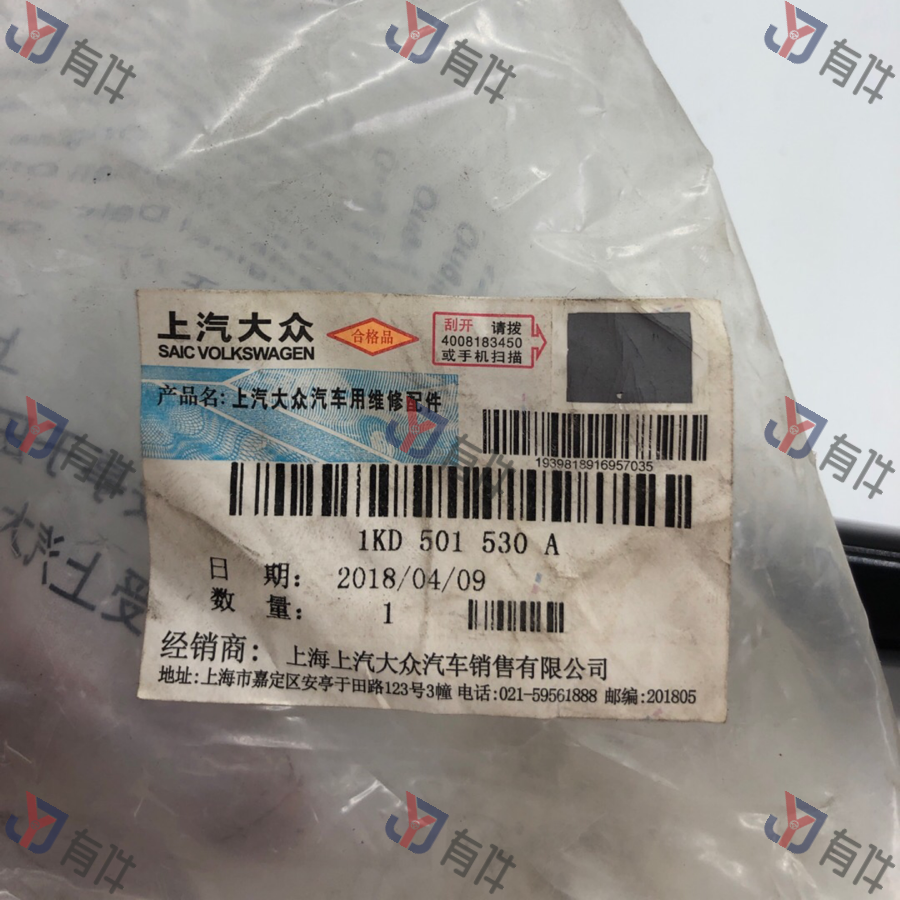 有件
有件
有件
上汽大众
SAIC VOLKSWAGEN
合格品
刮开 请拨
4008183450
或手机扫描
产品名: 上汽大众汽车用维修配件
1939818916957035
1KD 501 530 A
日 期: 2018/04/09
数 量: 1
经销商: 上海上汽大众汽车销售有限公司
地址:上海市嘉定区安亭于田路123号3幢 电话:021-59561888 邮编:201805
有件
有件
有件
有件
有件
有件